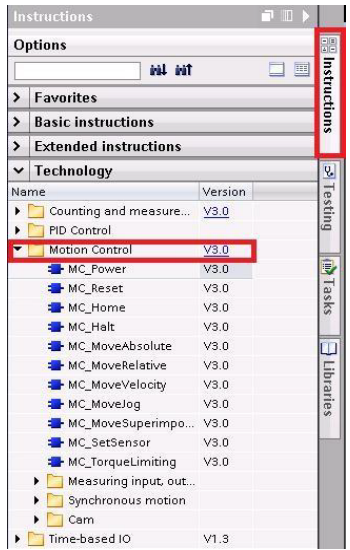 Instructions
Options
Favorites
Basic instructions
Extended instructions
Technology
Name Version
Counting and measure... V3.0
PID Control
Motion Control V3.0
MC_Power V3.0
MC_Reset V3.0
MC_Home V3.0
MC_Halt V3.0
MC_MoveAbsolute V3.0
MC_MoveRelative V3.0
MC_MoveVelocity V3.0
MC_MoveJog V3.0
MC_MoveSuperimpo... V3.0
MC_SetSensor V3.0
MC_TorqueLimiting V3.0
Measuring input, out...
Synchronous motion
Cam
Time-based IO V1.3
Instructions
Testing
Tasks
Libraries